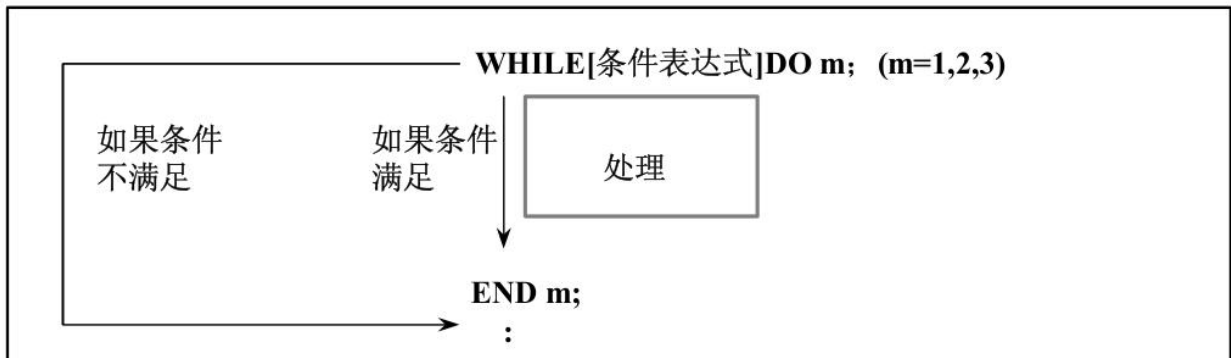 WHILE[条件表达式]DO m；(m=1,2,3)
如果条件
不满足
如果条件
满足
处理
END m;
: